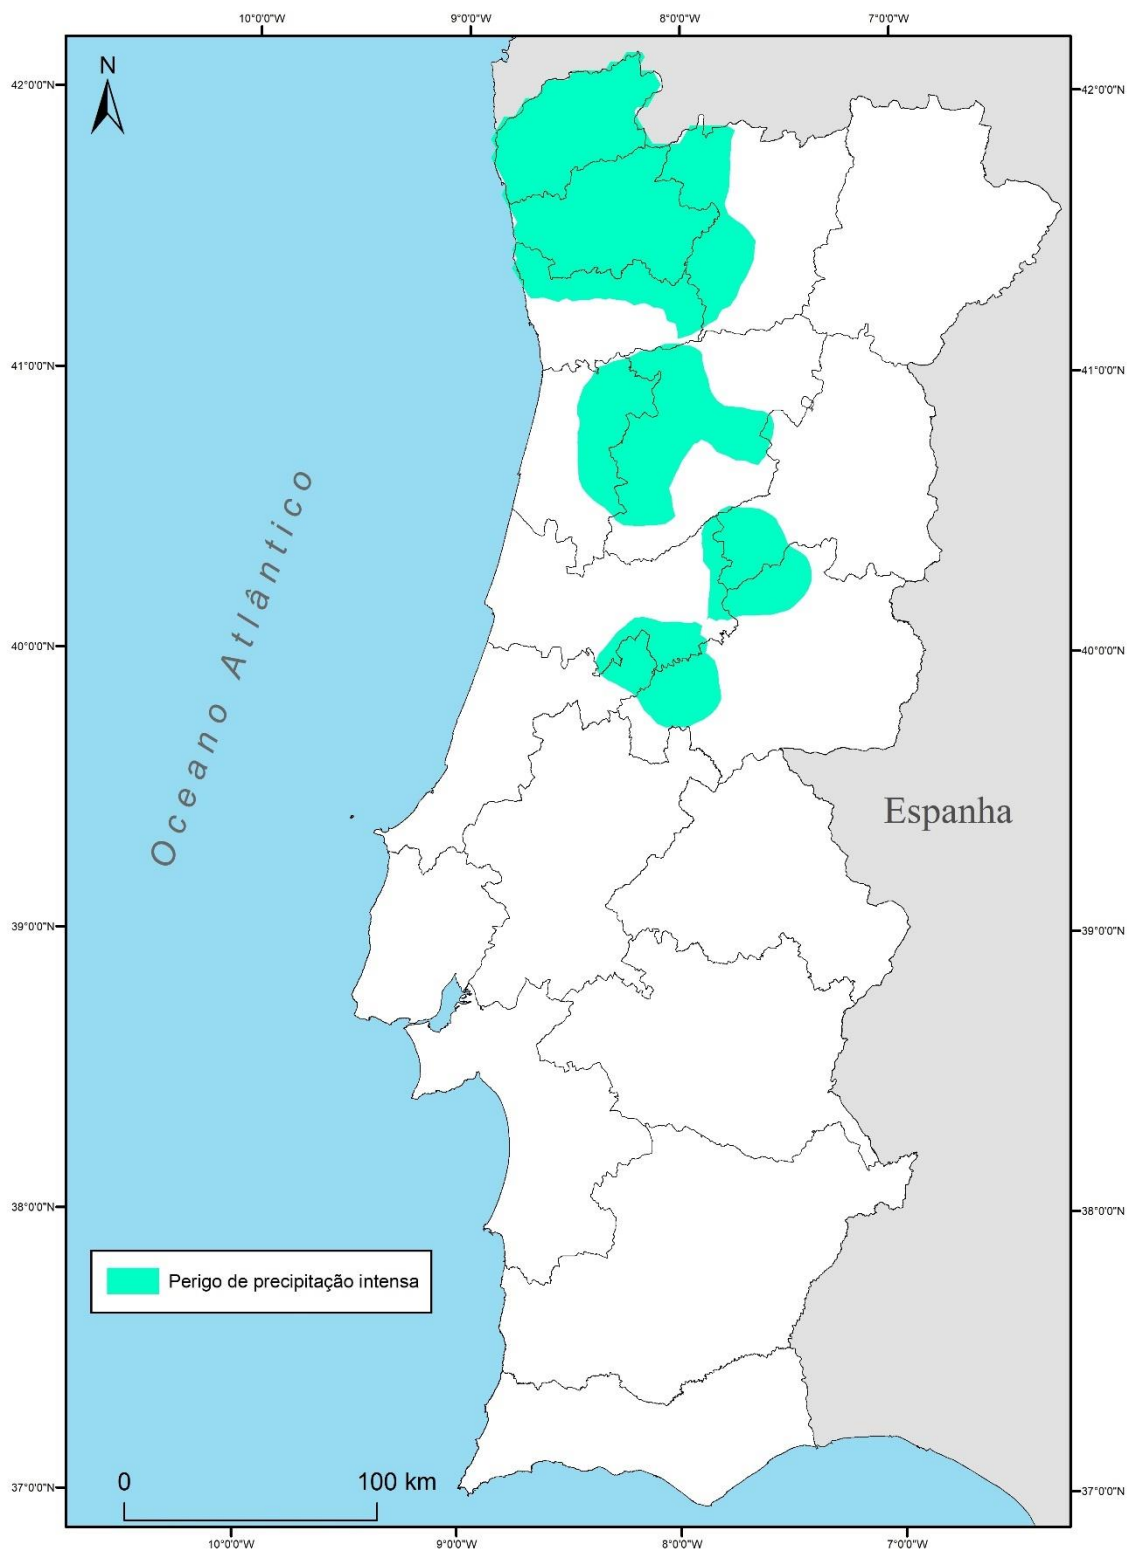 10°0'0"W 9°0'0"W 8°0'0"W 7°0'0"W
N
42°0'0"N 42°0'0"N
41°0'0"N 41°0'0"N
Oceano Atlântico
40°0'0"N 40°0'0"N
Espanha
39°0'0"N 39°0'0"N
38°0'0"N 38°0'0"N
Perigo de precipitação intensa
0 100 km
37°0'0"N 37°0'0"N
10°0'0"W 9°0'0"W 8°0'0"W 7°0'0"W